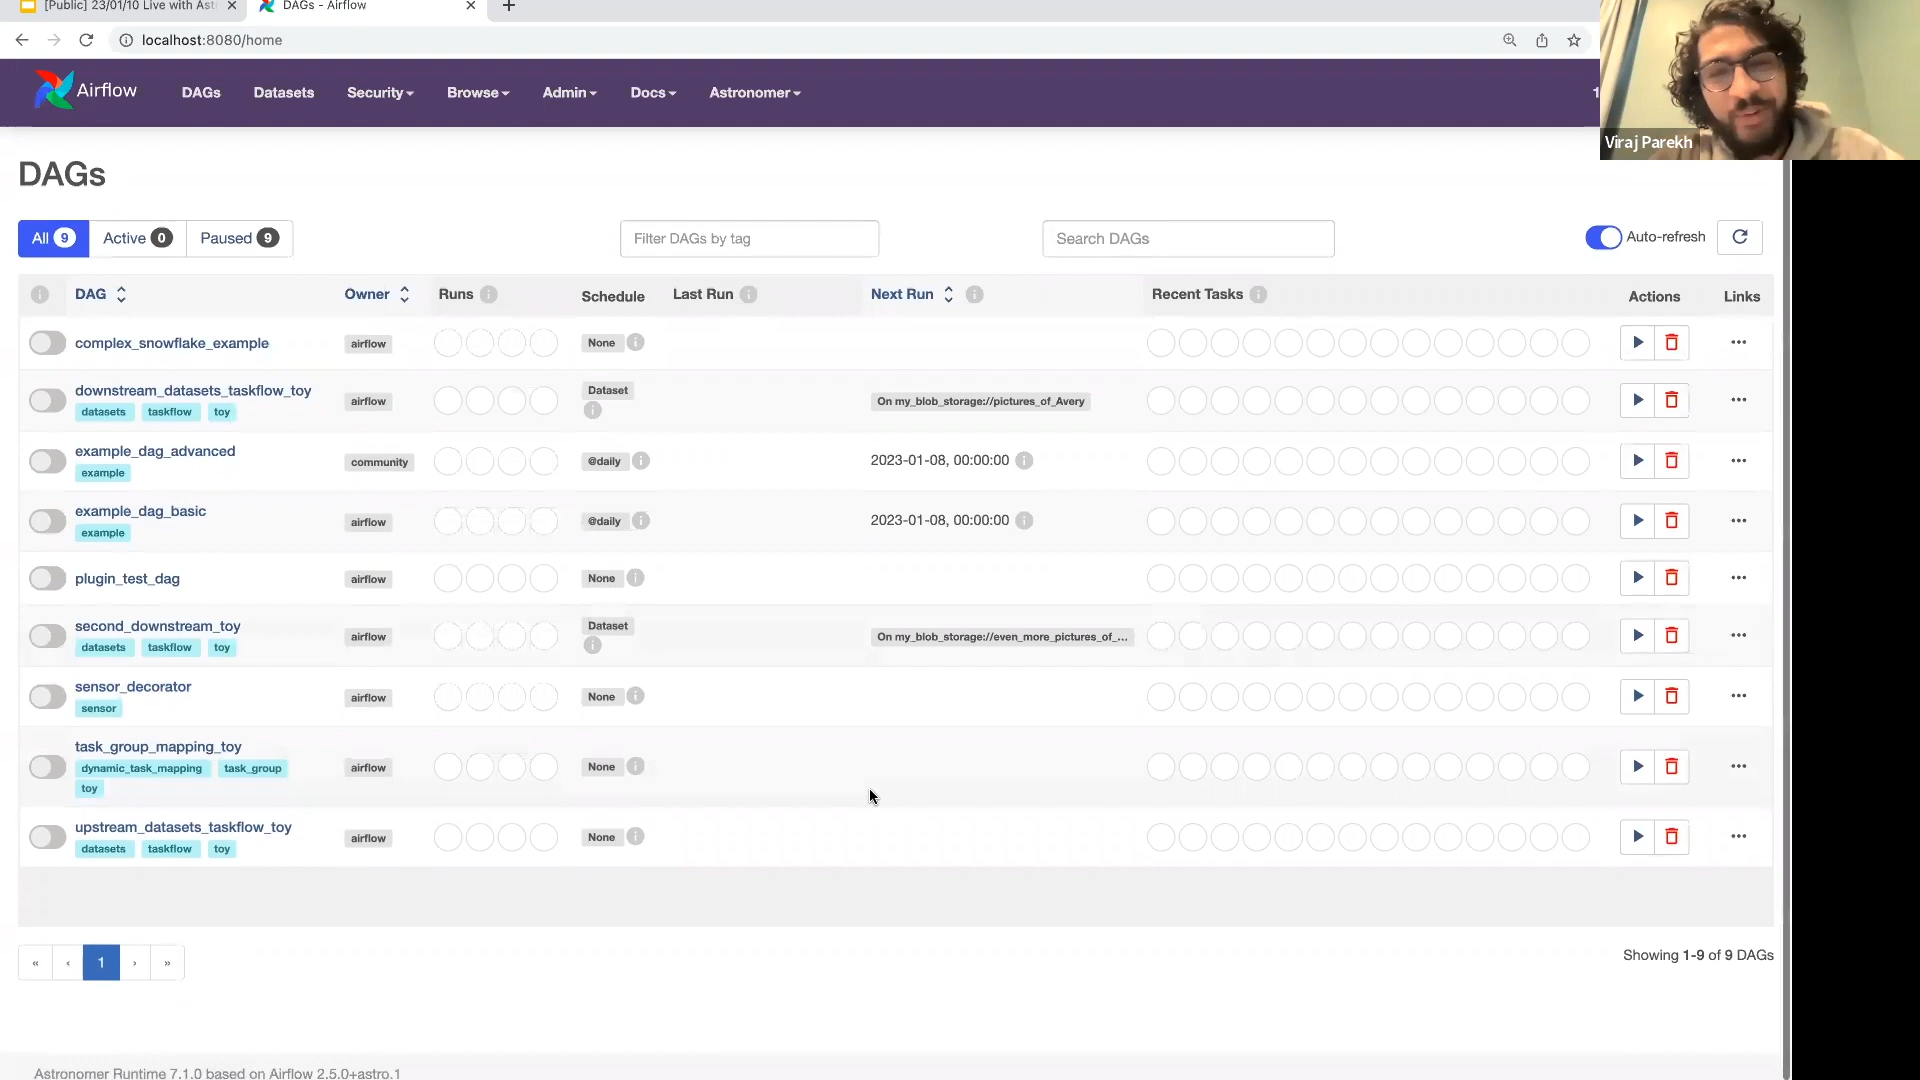 [Public] 23/01/10 Live with Ast
DAGs - Airflow
localhost:8080/home
Airflow
DAGs
Datasets
Security
Browse
Admin
Docs
Astronomer
1
Viraj Parekh
DAGs
All 9
Active 0
Paused 9
Filter DAGs by tag
Search DAGs
Auto-refresh
DAG
Owner
Runs
Schedule
Last Run
Next Run
Recent Tasks
Actions
Links
complex_snowflake_example
airflow
None
downstream_datasets_taskflow_toy
datasets taskflow toy
airflow
Dataset
On my_blob_storage://pictures_of_Avery
example_dag_advanced
example
community
@daily
2023-01-08, 00:00:00
example_dag_basic
example
airflow
@daily
2023-01-08, 00:00:00
plugin_test_dag
airflow
None
second_downstream_toy
datasets taskflow toy
airflow
Dataset
On my_blob_storage://even_more_pictures_of_...
sensor_decorator
sensor
airflow
None
task_group_mapping_toy
dynamic_task_mapping task_group
toy
airflow
None
upstream_datasets_taskflow_toy
datasets taskflow toy
airflow
None
« ‹ 1 › »
Showing 1-9 of 9 DAGs
Astronomer Runtime 7.1.0 based on Airflow 2.5.0+astro.1